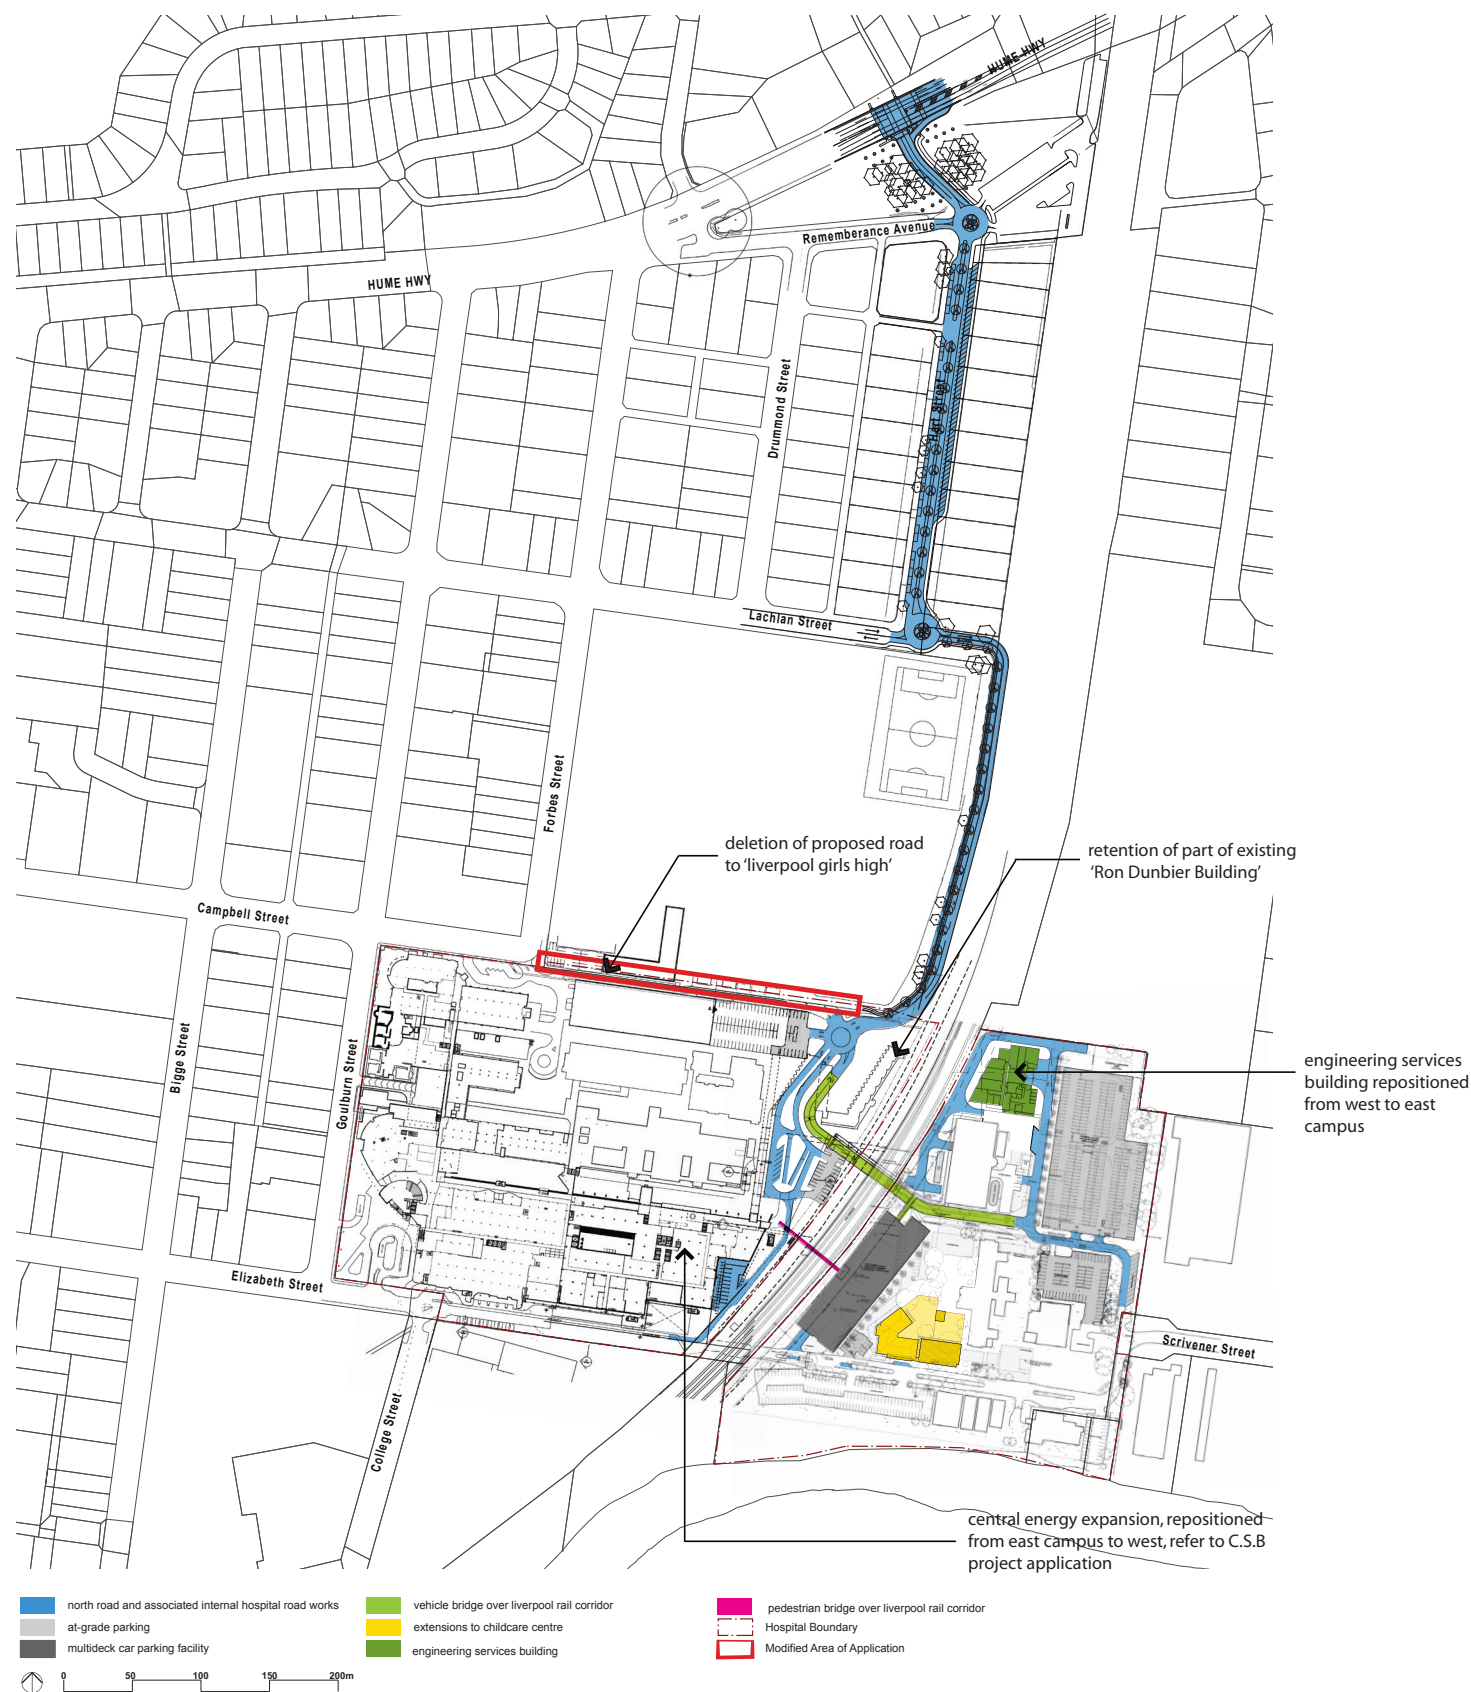 HUME HWY
Rememberance Avenue
HUME HWY
Drummond Street
Hart Street
Lachlan Street
Forbes Street
deletion of proposed road
to ‘liverpool girls high’
retention of part of existing
‘Ron Dunbier Building’
Campbell Street
Bigge Street
Goulburn Street
engineering services
building repositioned
from west to east
campus
Elizabeth Street
Scrivener Street
College Street
central energy expansion, repositioned
from east campus to west, refer to C.S.B
project application
north road and associated internal hospital road works
at-grade parking
multideck car parking facility
vehicle bridge over liverpool rail corridor
extensions to childcare centre
engineering services building
pedestrian bridge over liverpool rail corridor
Hospital Boundary
Modified Area of Application
0 50 100 150 200m